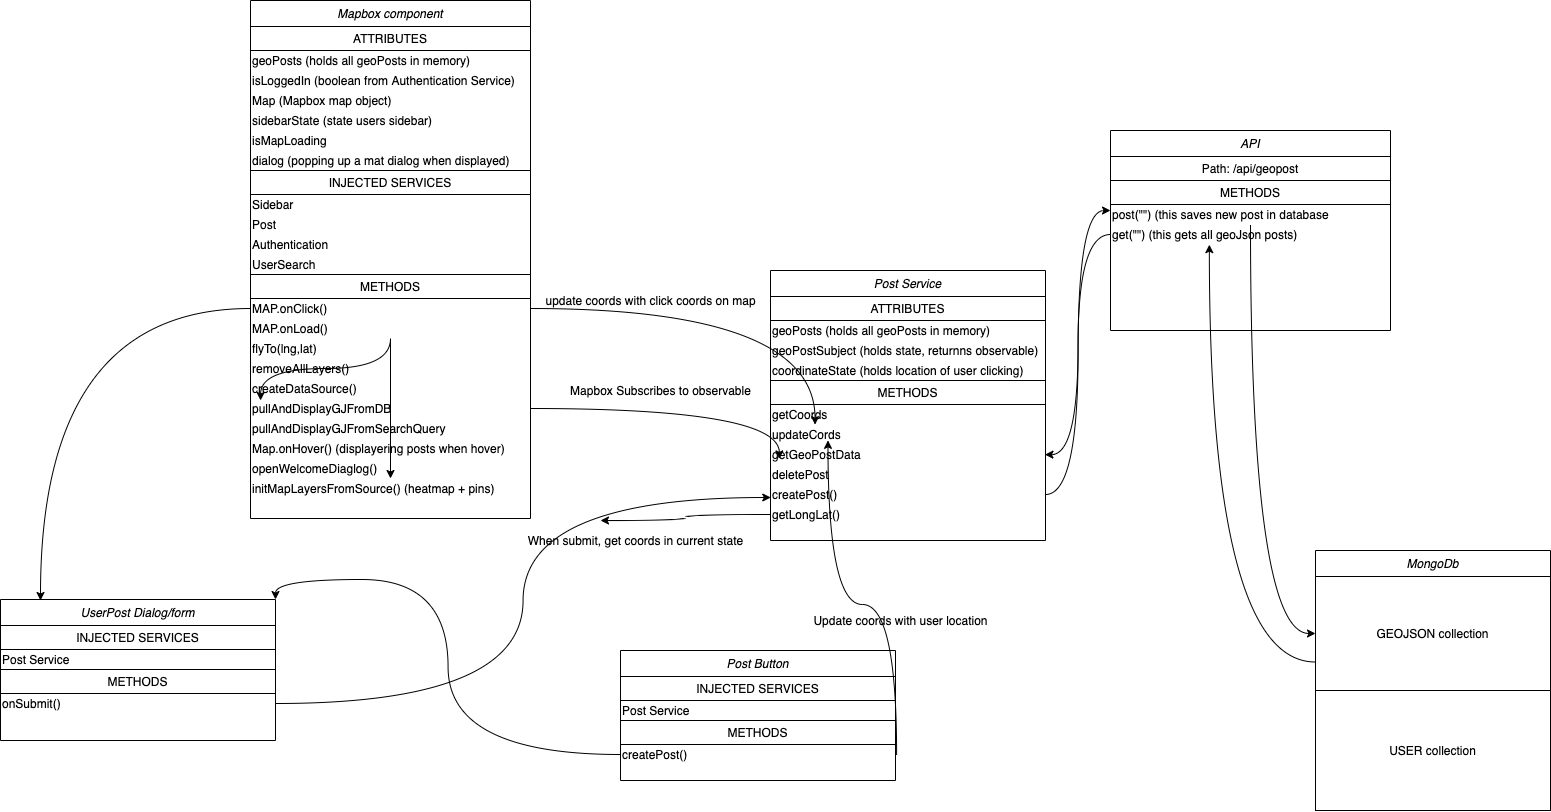 Mapbox component
ATTRIBUTES
geoPosts (holds all geoPosts in memory)
isLoggedIn (boolean from Authentication Service)
Map (Mapbox map object)
sidebarState (state users sidebar)
isMapLoading
dialog (popping up a mat dialog when displayed)
INJECTED SERVICES
Sidebar
Post
Authentication
UserSearch
METHODS
MAP.onClick()
MAP.onLoad()
flyTo(lng,lat)
removeAllLayers()
createDataSource()
pullAndDisplayGJFromDB
pullAndDisplayGJFromSearchQuery
Map.onHover() (displayering posts when hover)
openWelcomeDiaglog()
initMapLayersFromSource() (heatmap + pins)
update coords with click coords on map
Mapbox Subscribes to observable
When submit, get coords in current state
Post Service
ATTRIBUTES
geoPosts (holds all geoPosts in memory)
geoPostSubject (holds state, returnns observable)
coordinateState (holds location of user clicking)
METHODS
getCoords
updateCords
getGeoPostData
deletePost
createPost()
getLongLat()
API
Path: /api/geopost
METHODS
post("") (this saves new post in database
get("") (this gets all geoJson posts)
MongoDb
GEOJSON collection
USER collection
UserPost Dialog/form
INJECTED SERVICES
Post Service
METHODS
onSubmit()
Update coords with user location
Post Button
INJECTED SERVICES
Post Service
METHODS
createPost()